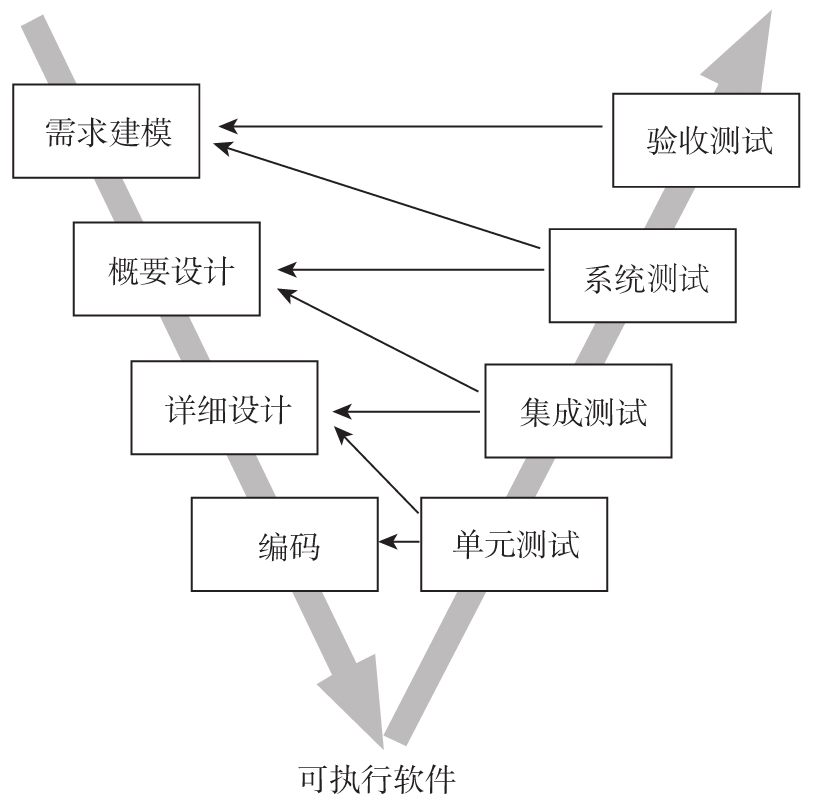 需求建模
验收测试
概要设计
系统测试
详细设计
集成测试
编码
单元测试
可执行软件